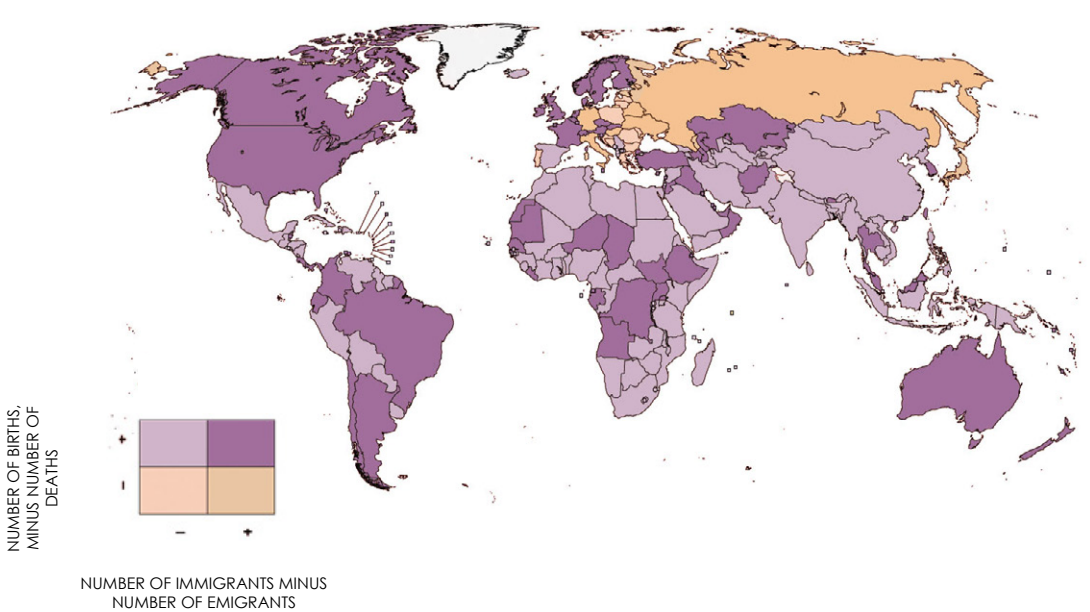 NUMBER OF BIRTHS,
MINUS NUMBER OF
DEATHS
+
–
– +
NUMBER OF IMMIGRANTS MINUS
NUMBER OF EMIGRANTS